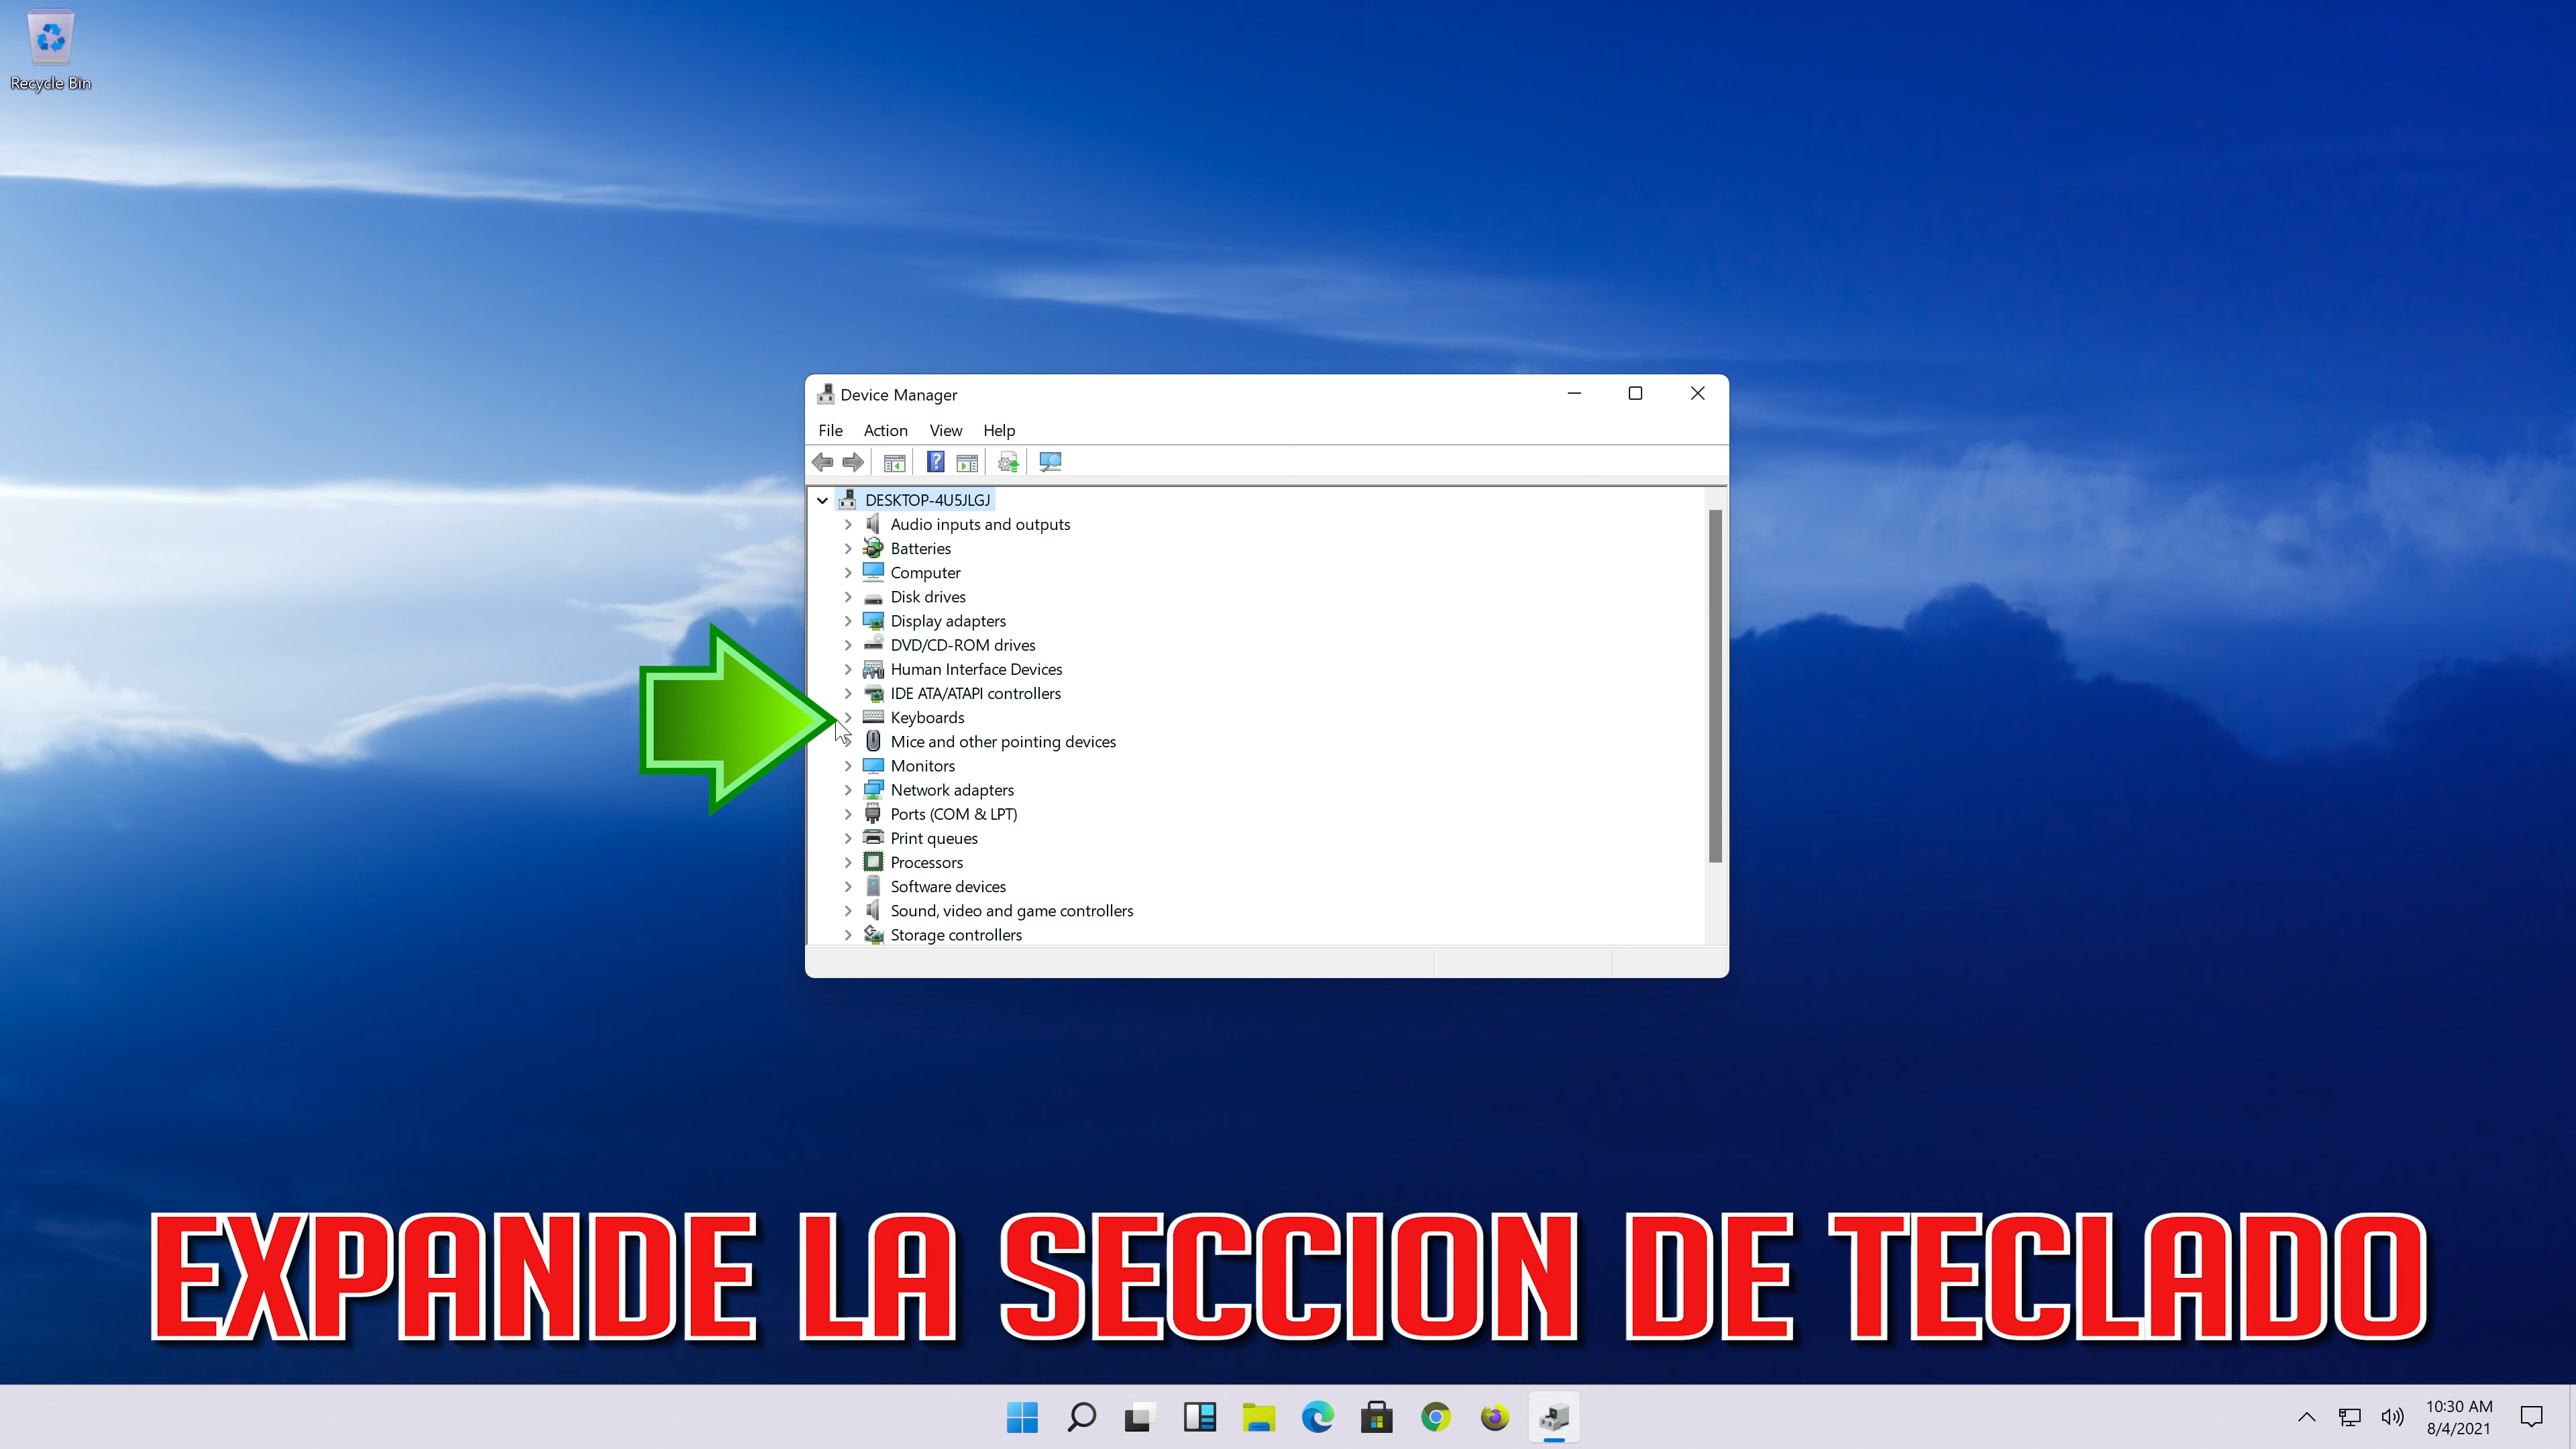 Recycle Bin
Device Manager
File Action View Help
DESKTOP-4U5JLGJ
Audio inputs and outputs
Batteries
Computer
Disk drives
Display adapters
DVD/CD-ROM drives
Human Interface Devices
IDE ATA/ATAPI controllers
Keyboards
Mice and other pointing devices
Monitors
Network adapters
Ports (COM & LPT)
Print queues
Processors
Software devices
Sound, video and game controllers
Storage controllers
EXPANDE LA SECCION DE TECLADO
10:30 AM
8/4/2021